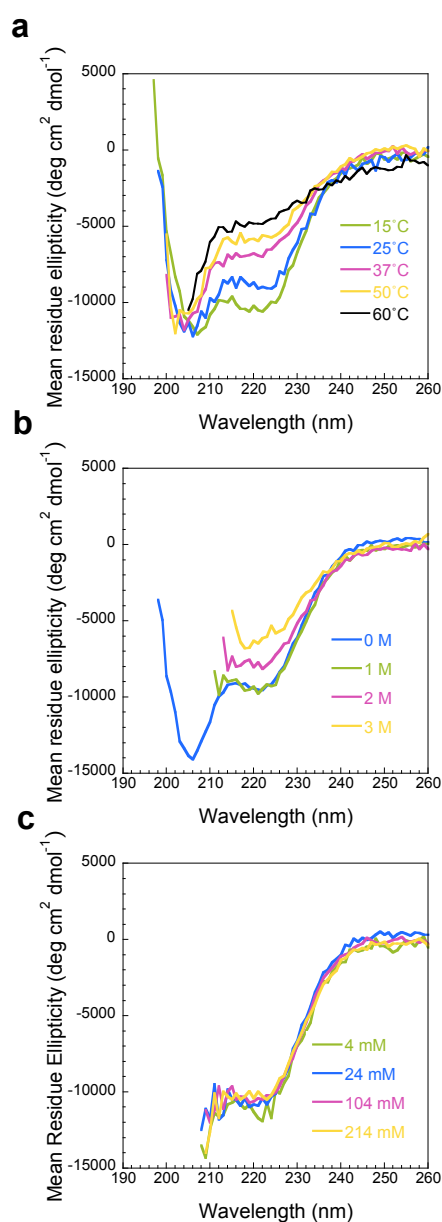 a
Mean residue ellipticity (deg cm² dmol⁻¹)
5000
0
-5000
-10000
-15000
15˚C
25˚C
37˚C
50˚C
60˚C
190 200 210 220 230 240 250 260
Wavelength (nm)
b
Mean residue ellipticity (deg cm² dmol⁻¹)
5000
0
-5000
-10000
-15000
0 M
1 M
2 M
3 M
190 200 210 220 230 240 250 260
Wavelength (nm)
c
Mean Residue Ellipticity (deg cm² dmol⁻¹)
5000
0
-5000
-10000
-15000
4 mM
24 mM
104 mM
214 mM
190 200 210 220 230 240 250 260
Wavelength (nm)